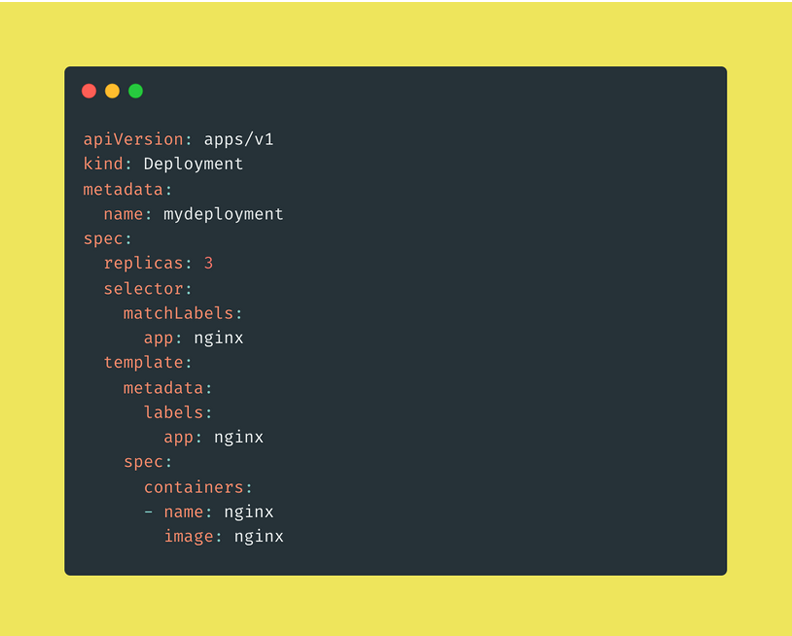 apiVersion: apps/v1
kind: Deployment
metadata:
  name: mydeployment
spec:
  replicas: 3
  selector:
    matchLabels:
      app: nginx
  template:
    metadata:
      labels:
        app: nginx
    spec:
      containers:
      - name: nginx
        image: nginx